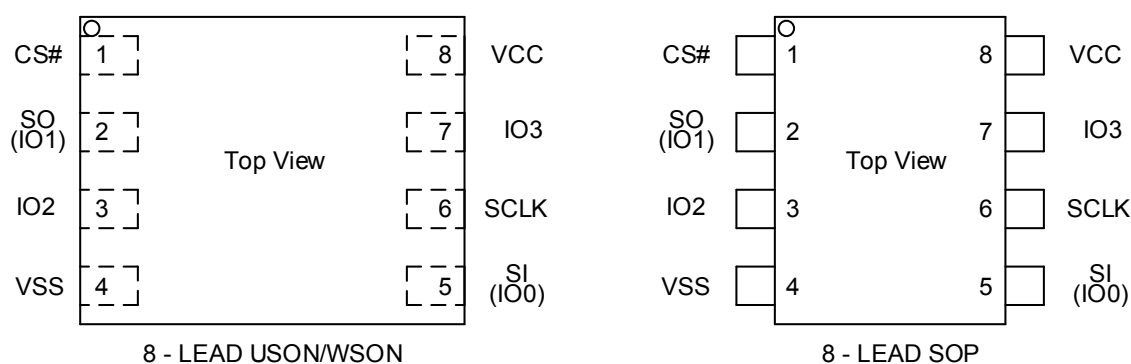 CS#
1
8
VCC
SO
(IO1)
2
7
IO3
Top View
IO2
3
6
SCLK
VSS
4
5
SI
(IO0)
8 - LEAD USON/WSON
CS#
1
8
VCC
SO
(IO1)
2
7
IO3
Top View
IO2
3
6
SCLK
VSS
4
5
SI
(IO0)
8 - LEAD SOP